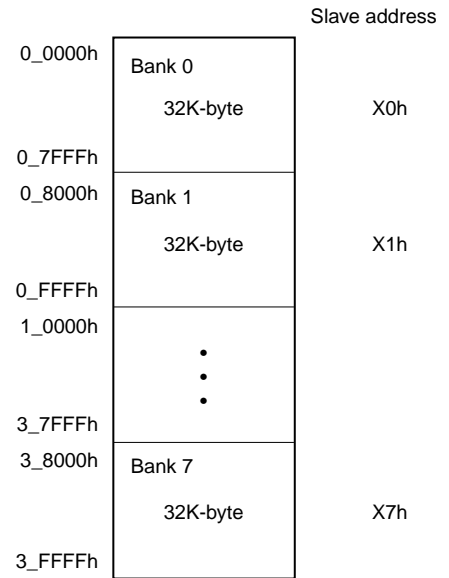 Slave address
0_0000h
Bank 0
32K-byte X0h
0_7FFFh
0_8000h
Bank 1
32K-byte X1h
0_FFFFh
1_0000h
3_7FFFh
3_8000h
Bank 7
32K-byte X7h
3_FFFFh